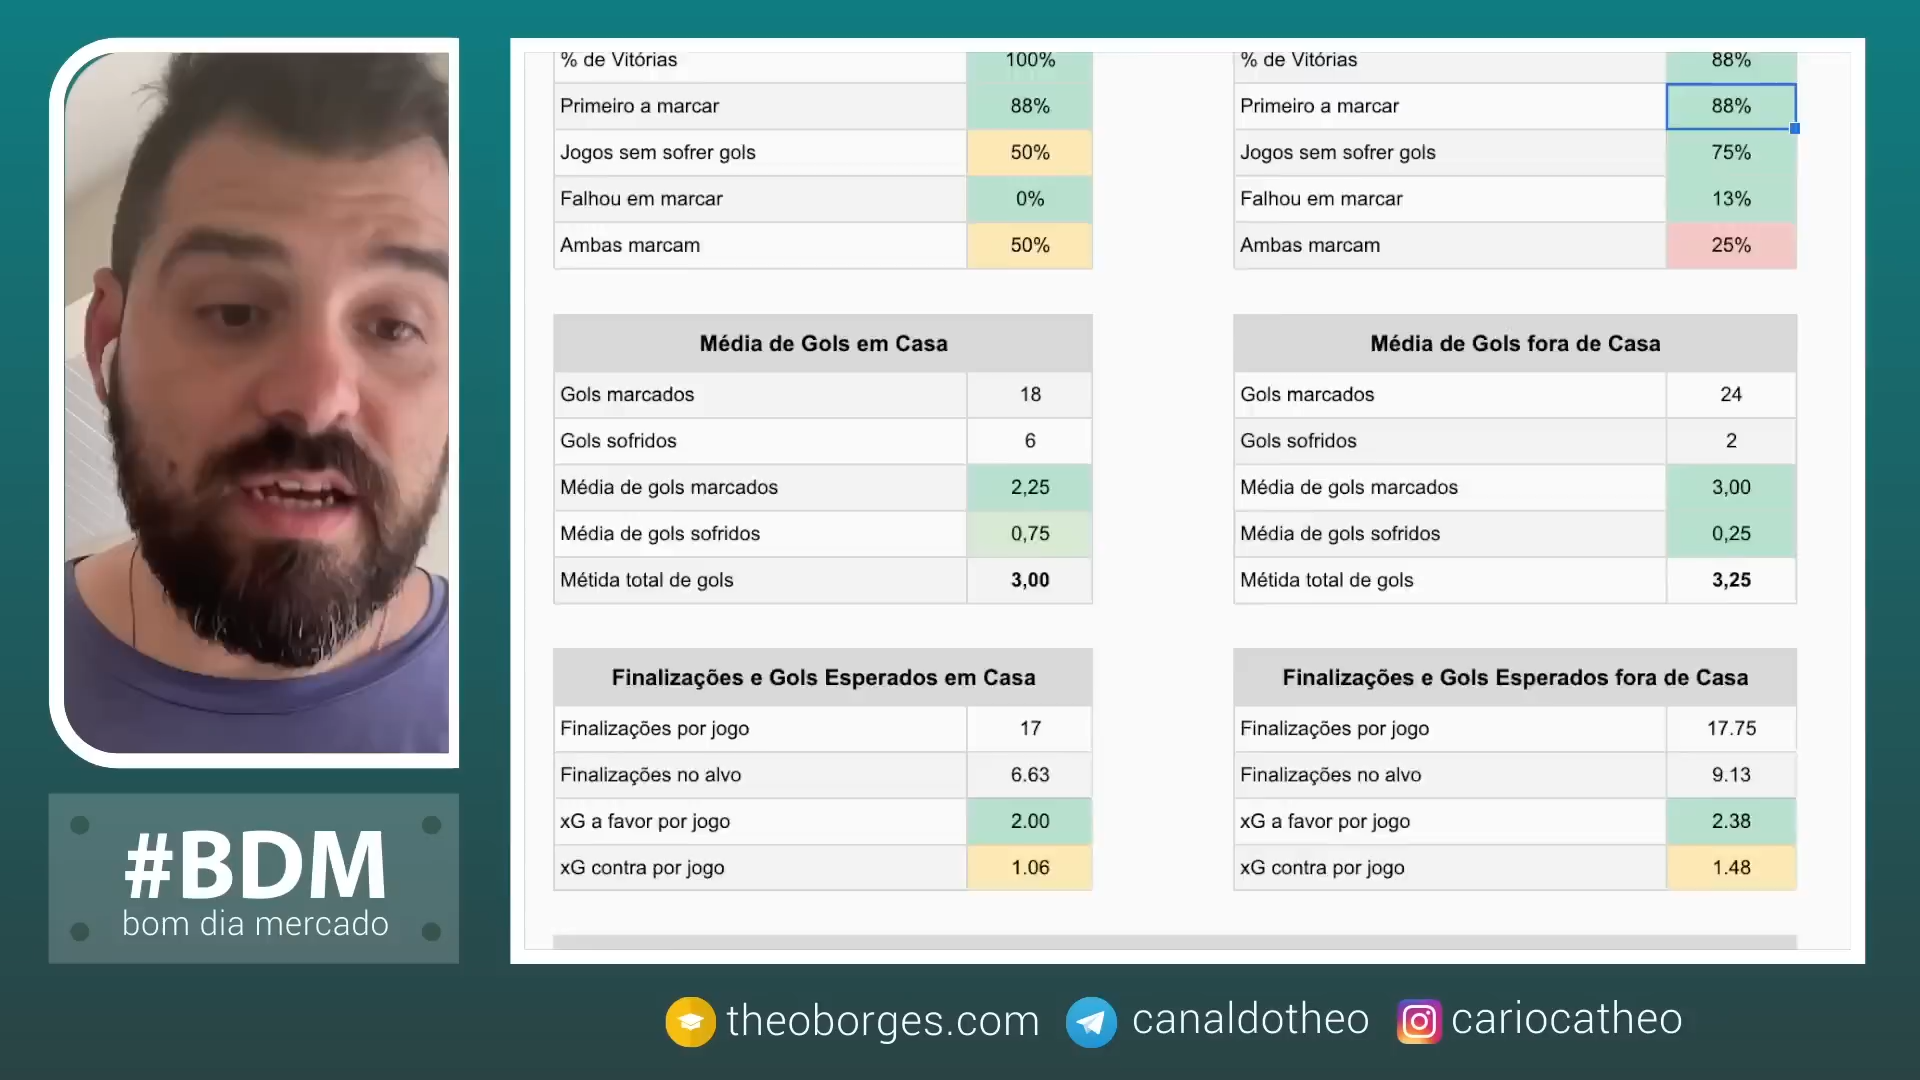 % de Vitórias 100%
Primeiro a marcar 88%
Jogos sem sofrer gols 50%
Falhou em marcar 0%
Ambas marcam 50%
% de Vitórias 88%
Primeiro a marcar 88%
Jogos sem sofrer gols 75%
Falhou em marcar 13%
Ambas marcam 25%
Média de Gols em Casa
Gols marcados 18
Gols sofridos 6
Média de gols marcados 2,25
Média de gols sofridos 0,75
Métida total de gols 3,00
Média de Gols fora de Casa
Gols marcados 24
Gols sofridos 2
Média de gols marcados 3,00
Média de gols sofridos 0,25
Métida total de gols 3,25
Finalizações e Gols Esperados em Casa
Finalizações por jogo 17
Finalizações no alvo 6.63
xG a favor por jogo 2.00
xG contra por jogo 1.06
Finalizações e Gols Esperados fora de Casa
Finalizações por jogo 17.75
Finalizações no alvo 9.13
xG a favor por jogo 2.38
xG contra por jogo 1.48
#BDM
bom dia mercado
theoborges.com canaldotheo cariocatheo